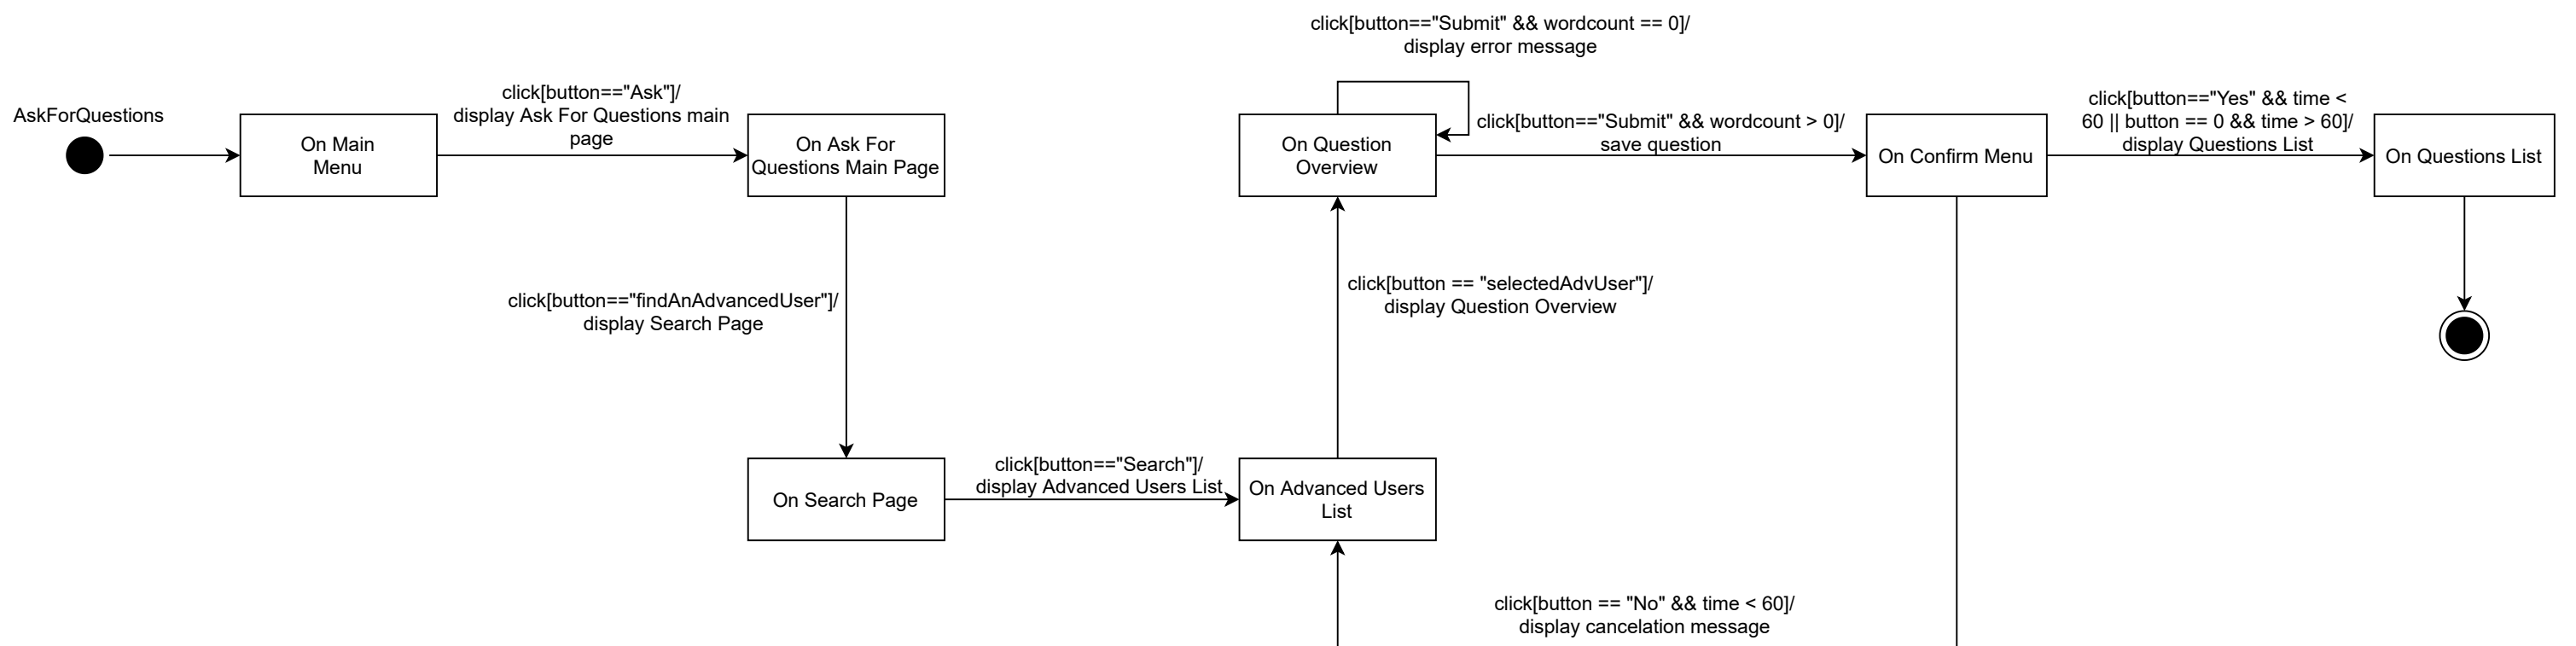 click[button=="Submit" && wordcount == 0]/
display error message
AskForQuestions
On Main
Menu
click[button=="Ask"]/
display Ask For Questions main
page
On Ask For
Questions Main Page
On Question
Overview
click[button=="Submit" && wordcount > 0]/
save question
On Confirm Menu
click[button=="Yes" && time <
60 || button == 0 && time > 60]/
display Questions List
On Questions List
click[button=="findAnAdvancedUser"]/
display Search Page
click[button == "selectedAdvUser"]/
display Question Overview
On Search Page
click[button=="Search"]/
display Advanced Users List
On Advanced Users
List
click[button == "No" && time < 60]/
display cancelation message